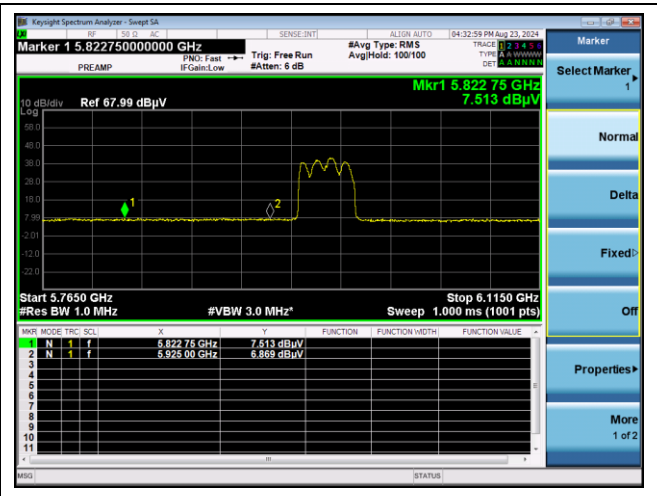 Keysight Spectrum Analyzer - Swept SA
RF 50 Ω AC SENSE:INT ALIGN AUTO 04:32:59 PM Aug 23, 2024
Marker 1 5.822750000000 GHz
PREAMP
PNO: Fast
IFGain:Low
Trig: Free Run
#Atten: 6 dB
#Avg Type: RMS
Avg|Hold: 100/100
TRACE 1 2 3 4 5 6
TYPE A A WWWW
DET A A N N N N
Mkr1 5.822 75 GHz
7.513 dBµV
10 dB/div Ref 67.99 dBµV
Log
58.0
48.0
38.0
28.0
18.0
7.99
-2.01
-12.0
-22.0
1
2
Start 5.7650 GHz Stop 6.1150 GHz
#Res BW 1.0 MHz #VBW 3.0 MHz* Sweep 1.000 ms (1001 pts)
MKR MODE TRC SCL X Y FUNCTION FUNCTION WIDTH FUNCTION VALUE
1 N 1 f 5.822 75 GHz 7.513 dBµV
2 N 1 f 5.925 00 GHz 6.869 dBµV
3
4
5
6
7
8
9
10
11
MSG STATUS
Marker
Select Marker
1
Normal
Delta
Fixed
Off
Properties
More
1 of 2